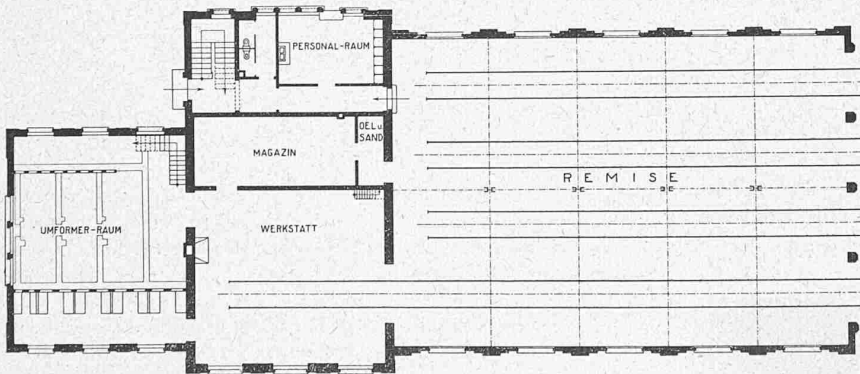 PERSONAL-RAUM
OEL u.
SAND
MAGAZIN
REMISE
UMFORMER-RAUM
WERKSTATT